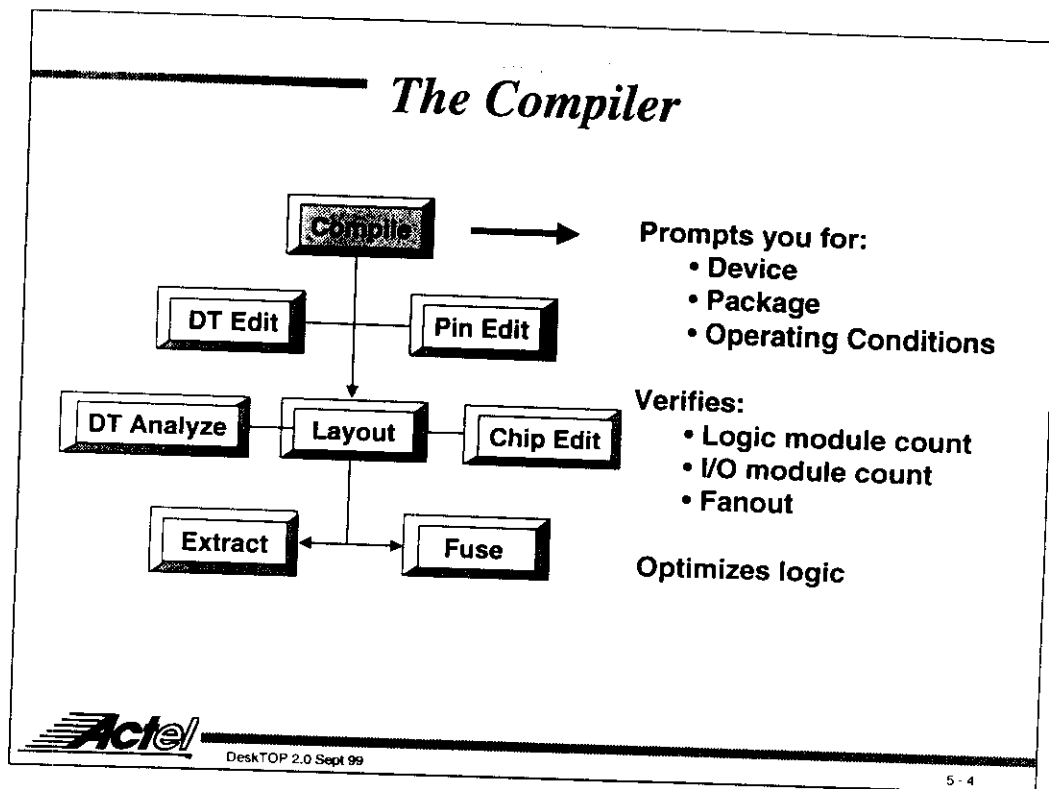 The Compiler
Compile
DT Edit
Pin Edit
DT Analyze
Layout
Chip Edit
Extract
Fuse
Prompts you for:
• Device
• Package
• Operating Conditions
Verifies:
• Logic module count
• I/O module count
• Fanout
Optimizes logic
Actel
DeskTOP 2.0 Sept 99
5 - 4